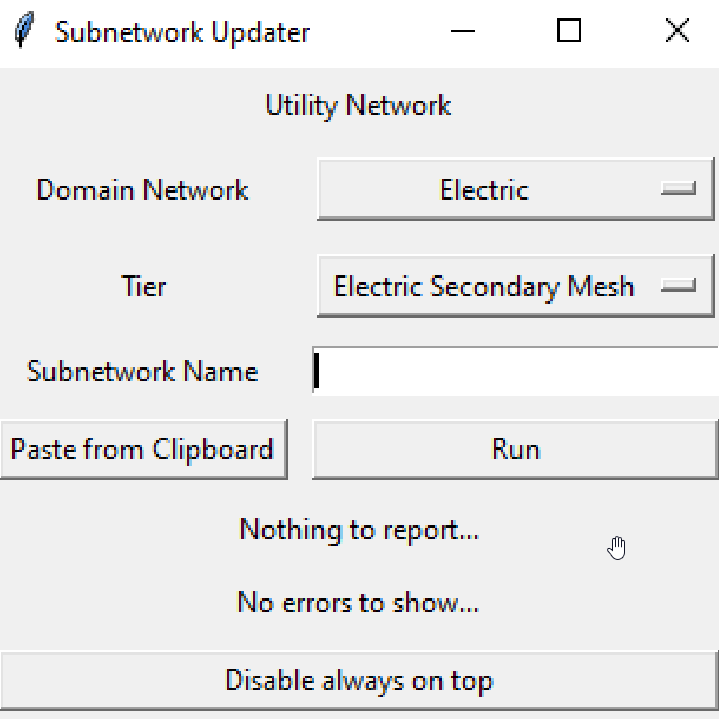 Subnetwork Updater
Utility Network
Domain Network Electric
Tier Electric Secondary Mesh
Subnetwork Name
Paste from Clipboard Run
Nothing to report...
No errors to show...
Disable always on top